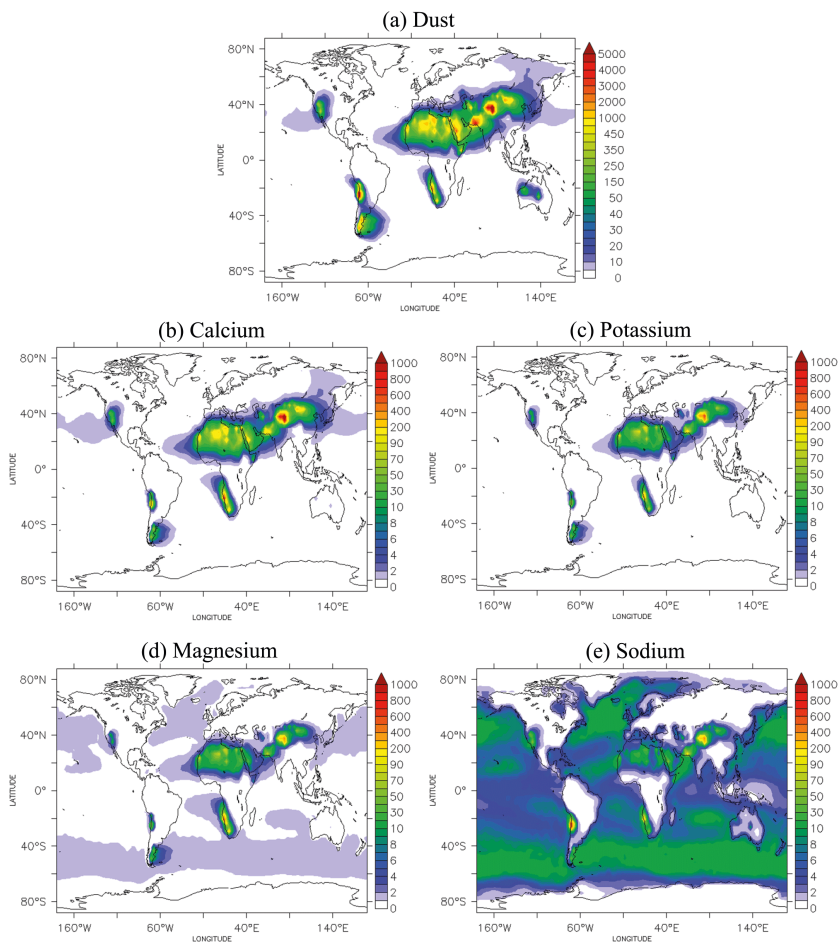 (a) Dust
80°N
40°N
0°
40°S
80°S
LATITUDE
160°W 60°W 40°E 140°E
LONGITUDE
5000
4000
3000
2000
1000
450
350
250
150
50
40
30
20
10
0
(b) Calcium
80°N
40°N
0°
40°S
80°S
LATITUDE
160°W 60°W 40°E 140°E
LONGITUDE
1000
800
600
400
200
90
70
50
30
10
8
6
4
2
0
(c) Potassium
80°N
40°N
0°
40°S
80°S
LATITUDE
160°W 60°W 40°E 140°E
LONGITUDE
1000
800
600
400
200
90
70
50
30
10
8
6
4
2
0
(d) Magnesium
80°N
40°N
0°
40°S
80°S
LATITUDE
160°W 60°W 40°E 140°E
LONGITUDE
1000
800
600
400
200
90
70
50
30
10
8
6
4
2
0
(e) Sodium
80°N
40°N
0°
40°S
80°S
LATITUDE
160°W 60°W 40°E 140°E
LONGITUDE
1000
800
600
400
200
90
70
50
30
10
8
6
4
2
0